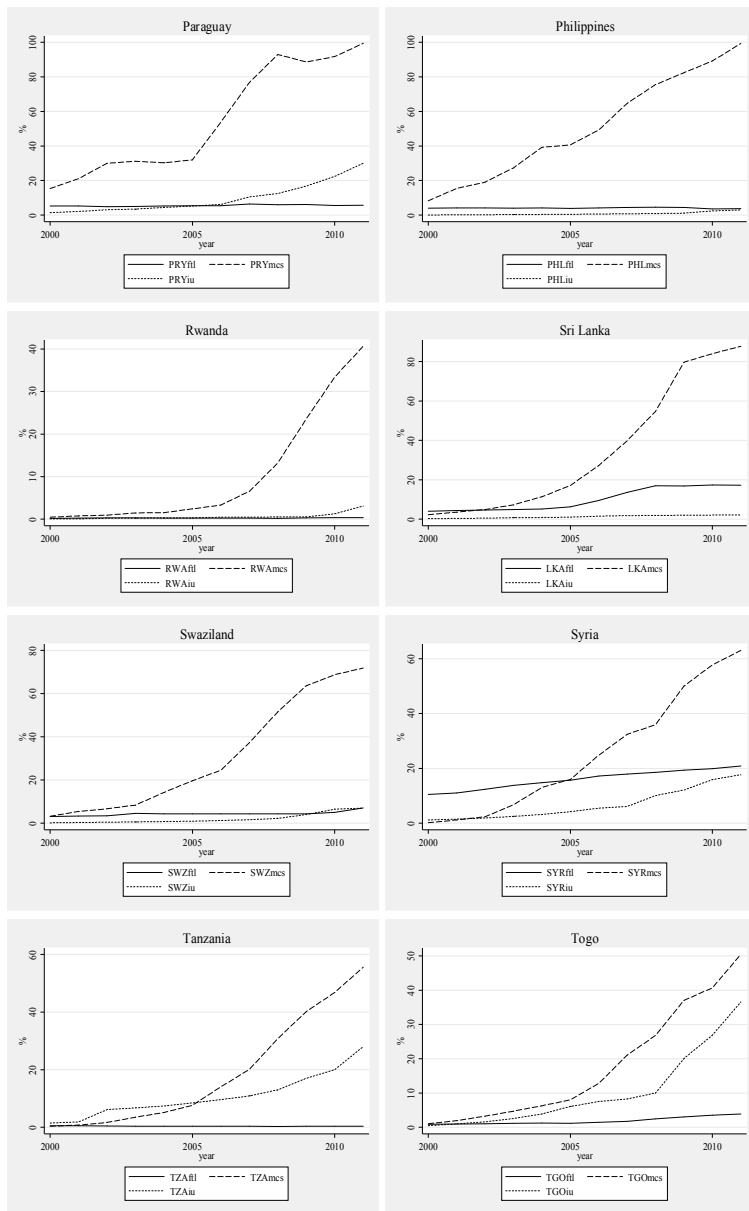 Paraguay
100
80
60
40
20
0
%
2000 2005 2010
year
PRYftl PRYmcs
PRYiu
Philippines
100
80
60
40
20
0
%
2000 2005 2010
year
PHLftl PHLmcs
PHLiu
Rwanda
40
30
20
10
0
%
2000 2005 2010
year
RWAftl RWAmcs
RWAiu
Sri Lanka
80
60
40
20
0
%
2000 2005 2010
year
LKAftl LKAmcs
LKAiu
Swaziland
80
60
40
20
0
%
2000 2005 2010
year
SWZftl SWZmcs
SWZiu
Syria
60
40
20
0
%
2000 2005 2010
year
SYRftl SYRmcs
SYRiu
Tanzania
60
40
20
0
%
2000 2005 2010
year
TZAftl TZAmcs
TZAiu
Togo
50
40
30
20
10
0
%
2000 2005 2010
year
TGOftl TGOmcs
TGOiu